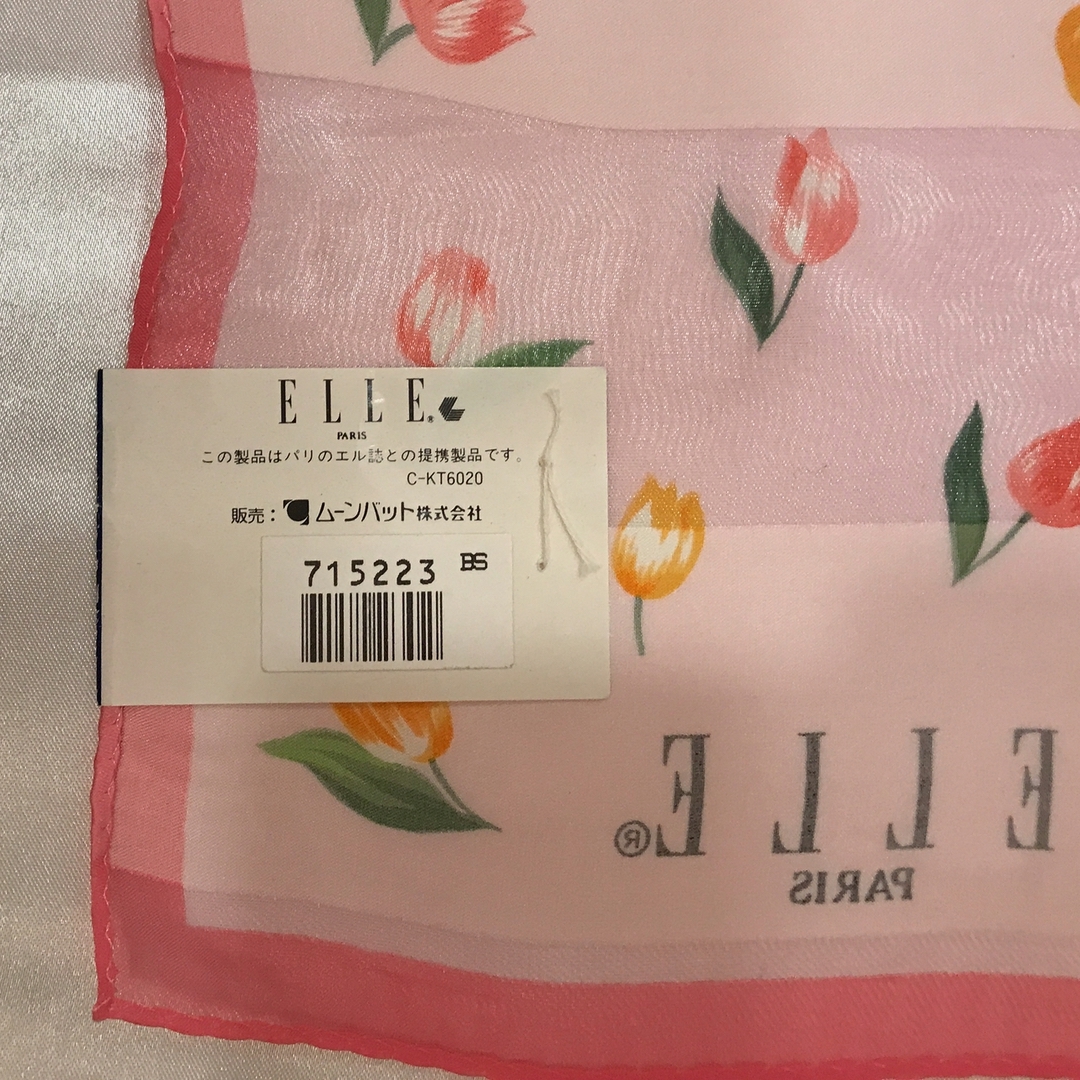 ELLE®
PARIS
この製品はパリのエル誌との提携製品です。
C-KT6020
販売：ムーンバット株式会社
715223 BS
ELLE®
PARIS